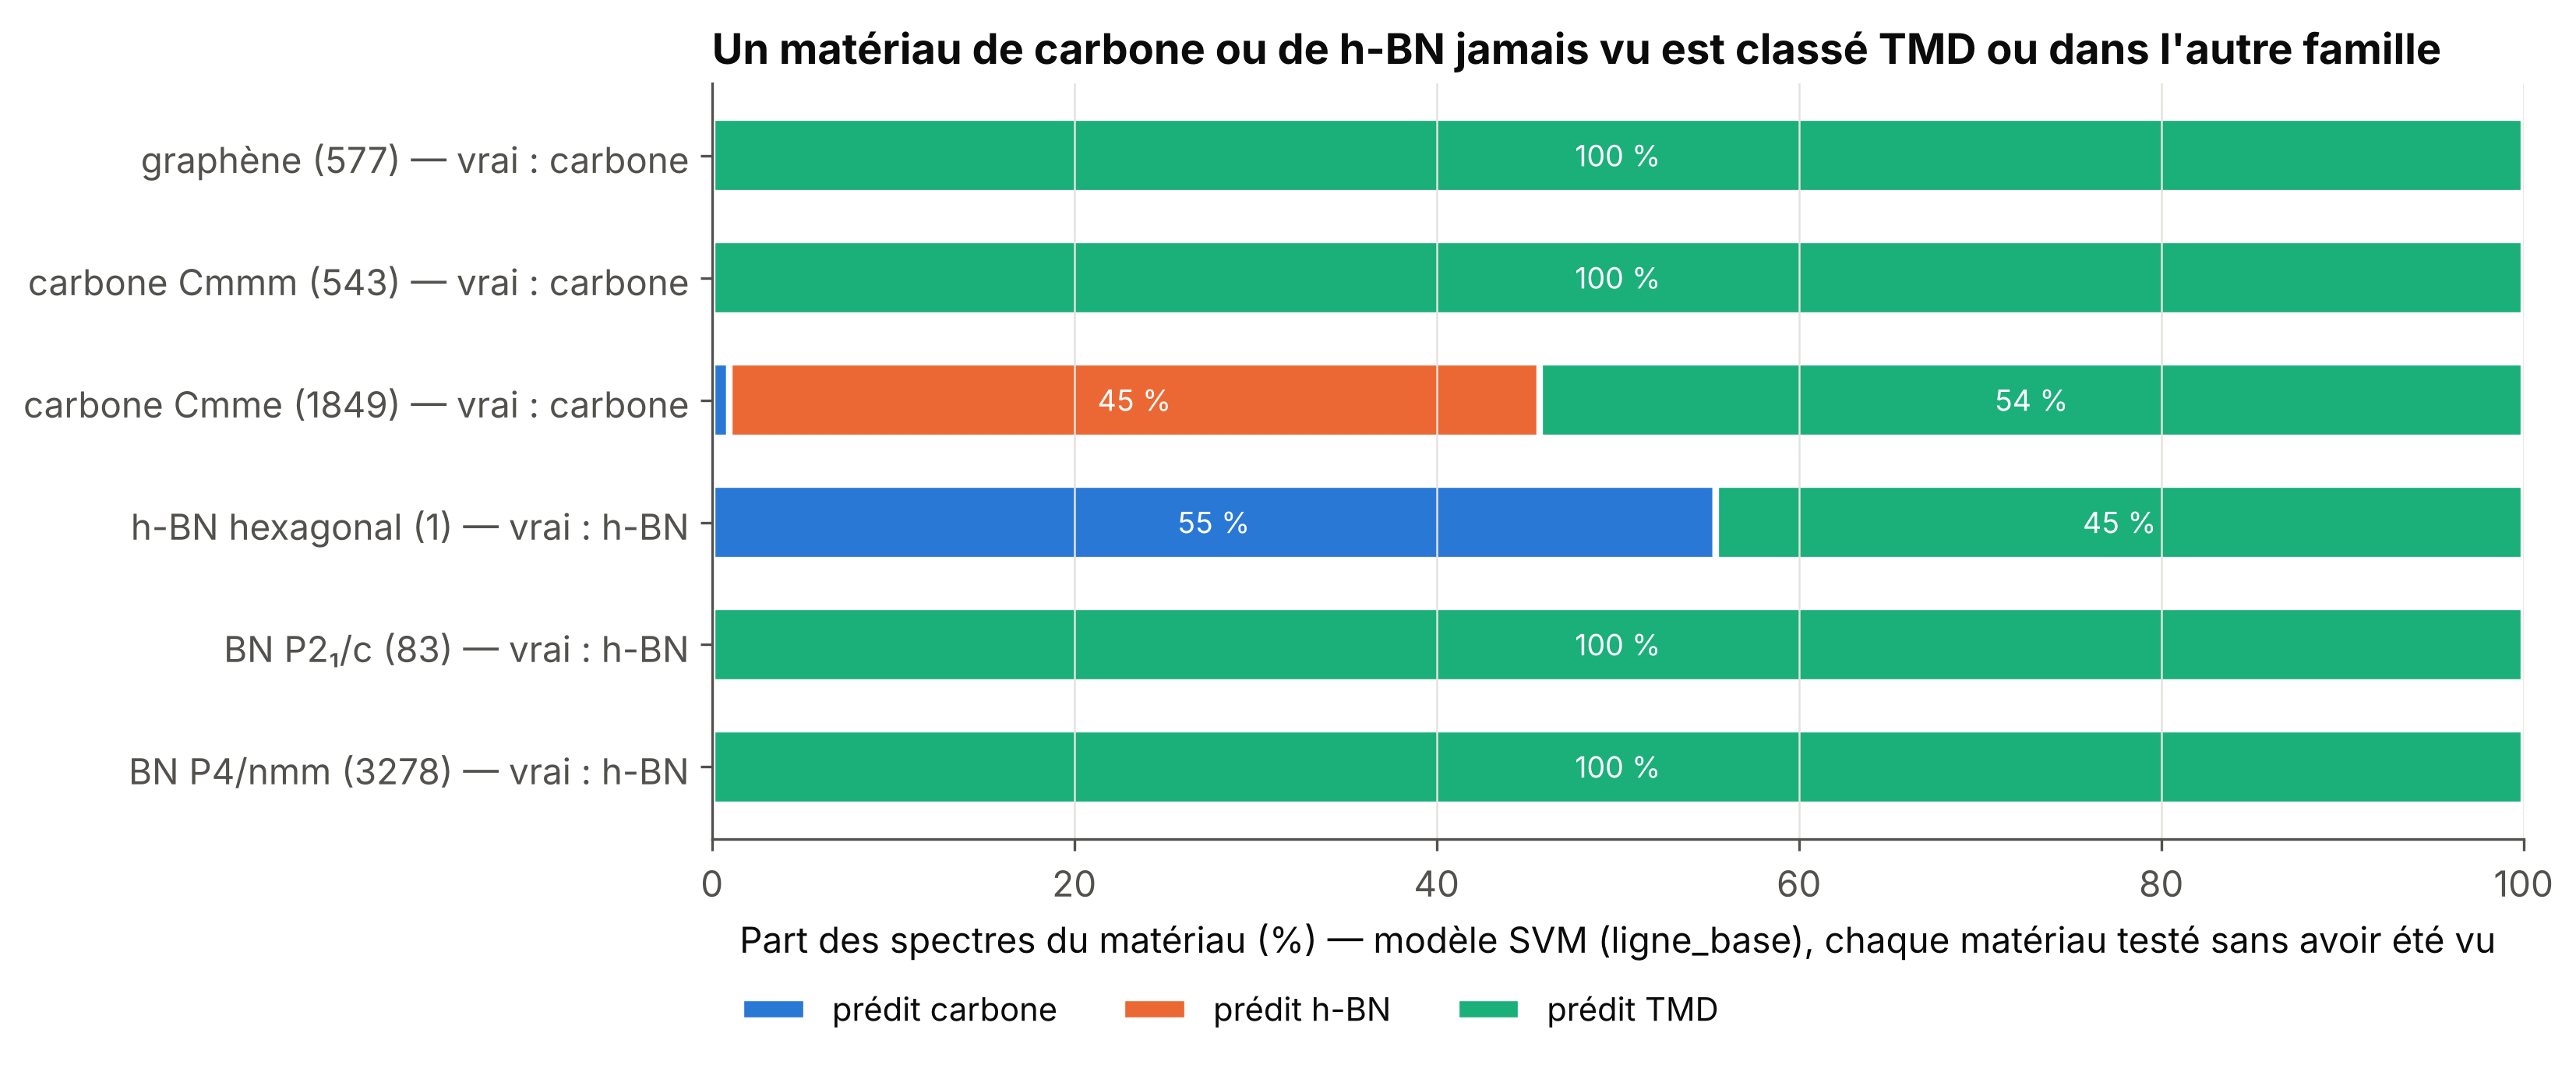 Un matériau de carbone ou de h-BN jamais vu est classé TMD ou dans l'autre famille
graphène (577) — vrai : carbone
100 %
carbone Cmmm (543) — vrai : carbone
100 %
carbone Cmme (1849) — vrai : carbone
45 %
54 %
h-BN hexagonal (1) — vrai : h-BN
55 %
45 %
BN P2₁/c (83) — vrai : h-BN
100 %
BN P4/nmm (3278) — vrai : h-BN
100 %
0 20 40 60 80 100
Part des spectres du matériau (%) — modèle SVM (ligne_base), chaque matériau testé sans avoir été vu
prédit carbone prédit h-BN prédit TMD